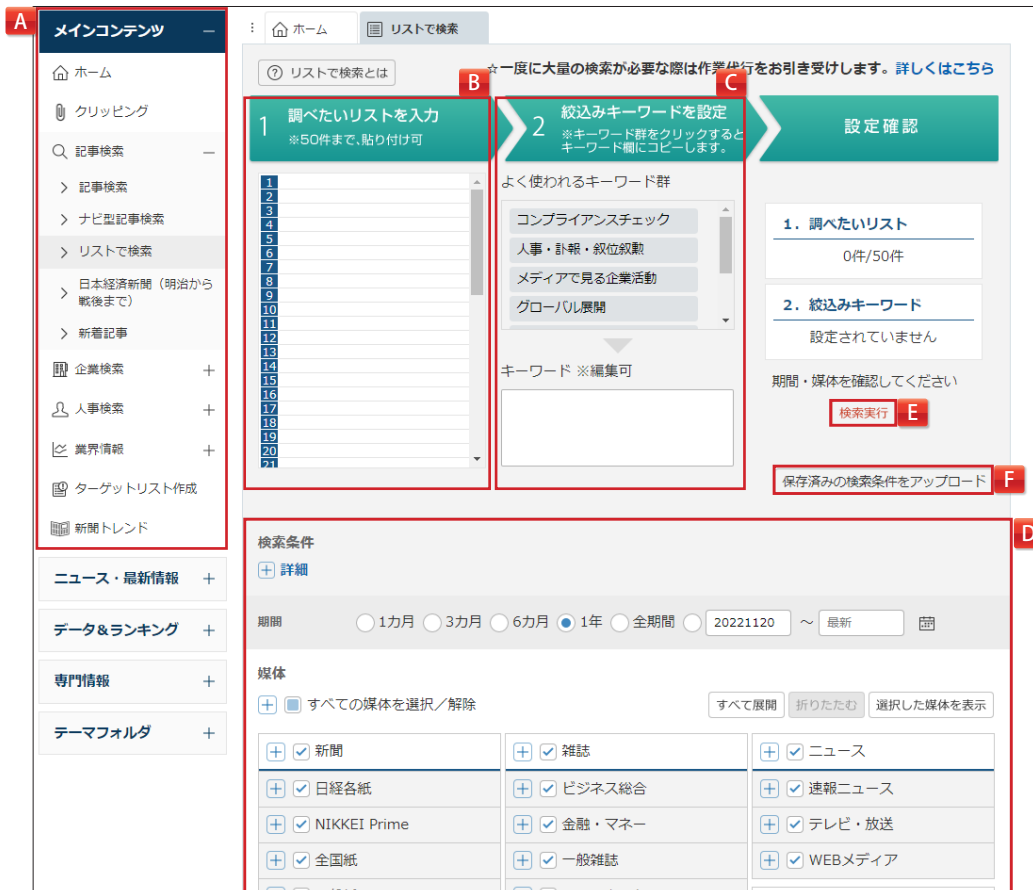 A
メインコンテンツ －
ホーム
クリッピング
記事検索 －
記事検索
ナビ型記事検索
リストで検索
日本経済新聞（明治から
戦後まで）
新着記事
企業検索 ＋
人事検索 ＋
業界情報 ＋
ターゲットリスト作成
新聞トレンド
ニュース・最新情報 ＋
データ&ランキング ＋
専門情報 ＋
テーマフォルダ ＋
ホーム
リストで検索
? リストで検索とは
☆一度に大量の検索が必要な際は作業代行をお引き受けします。詳しくはこちら
B
1 調べたいリストを入力
※50件まで、貼り付け可
1
2
3
4
5
6
7
8
9
10
11
12
13
14
15
16
17
18
19
20
21
C
2 絞込みキーワードを設定
※キーワード群をクリックすると
キーワード欄にコピーします。
よく使われるキーワード群
コンプライアンスチェック
人事・訃報・叙位叙勲
メディアで見る企業活動
グローバル展開
キーワード ※編集可
設定確認
1．調べたいリスト
0件/50件
2．絞込みキーワード
設定されていません
期間・媒体を確認してください
検索実行 E
保存済みの検索条件をアップロード F
D
検索条件
＋ 詳細
期間 1カ月 3カ月 6カ月 1年 全期間 20221120 ～ 最新
媒体
＋ すべての媒体を選択／解除 すべて展開 折りたたむ 選択した媒体を表示
＋ 新聞 ＋ 雑誌 ＋ ニュース
＋ 日経各紙 ＋ ビジネス総合 ＋ 速報ニュース
＋ NIKKEI Prime ＋ 金融・マネー ＋ テレビ・放送
＋ 全国紙 ＋ 一般雑誌 ＋ WEBメディア